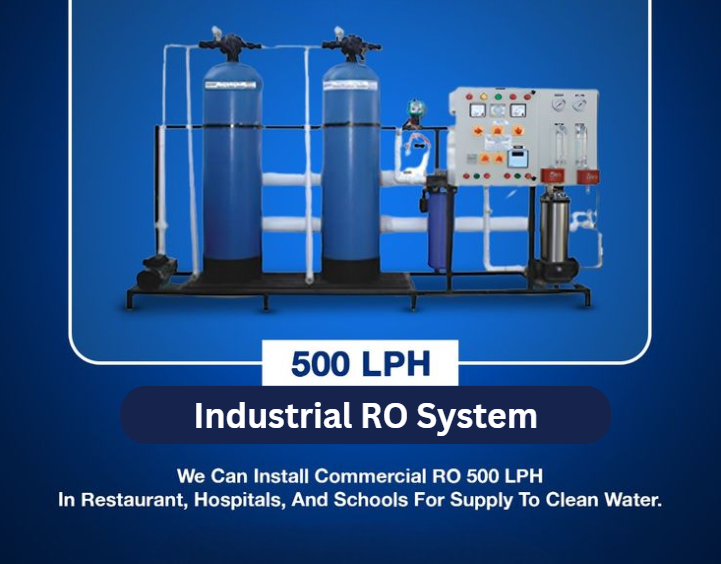 500 LPH
Industrial RO System
We Can Install Commercial RO 500 LPH
In Restaurant, Hospitals, And Schools For Supply To Clean Water.